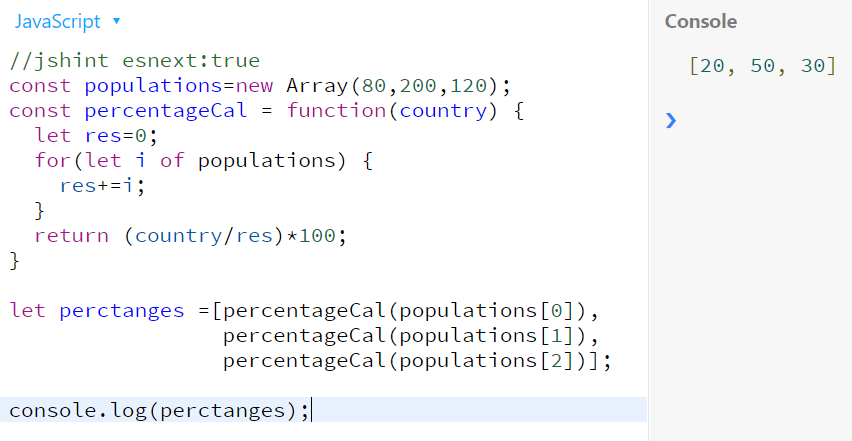 JavaScript ▼
//jshint esnext:true
const populations=new Array(80,200,120);
const percentageCal = function(country) {
  let res=0;
  for(let i of populations) {
    res+=i;
  }
  return (country/res)*100;
}
let perctanges =[percentageCal(populations[0]),
                 percentageCal(populations[1]),
                 percentageCal(populations[2])];
console.log(perctanges);
Console
[20, 50, 30]
❯